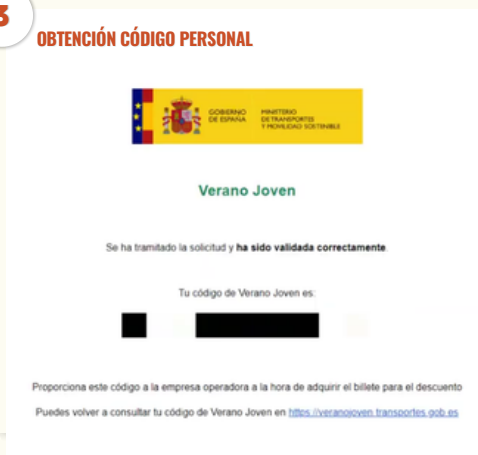 3
OBTENCIÓN CÓDIGO PERSONAL
GOBIERNO MINISTERIO
DE ESPAÑA DE TRANSPORTES
Y MOVILIDAD SOSTENIBLE
Verano Joven
Se ha tramitado la solicitud y ha sido validada correctamente.
Tu código de Verano Joven es:
Proporciona este código a la empresa operadora a la hora de adquirir el billete para el descuento
Puedes volver a consultar tu código de Verano Joven en https://veranojoven.transportes.gob.es